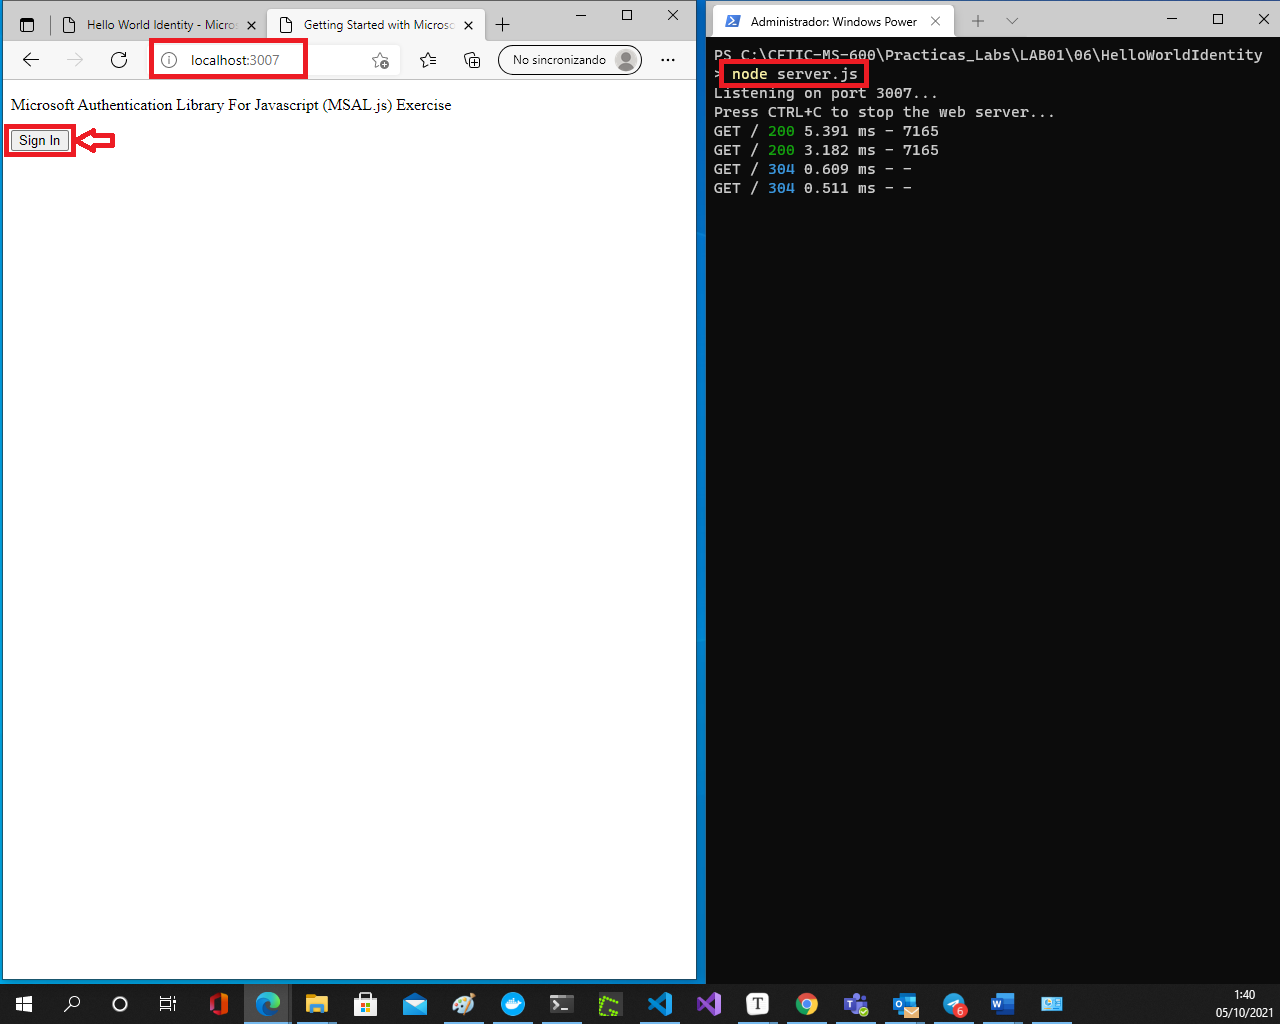 Hello World Identity - Micros
Getting Started with Microsc
localhost:3007
No sincronizando
Microsoft Authentication Library For Javascript (MSAL.js) Exercise
Sign In
Administrador: Windows Power
PS C:\CFTIC-MS-600\Practicas_Labs\LAB01\06\HelloWorldIdentity
> node server.js
Listening on port 3007...
Press CTRL+C to stop the web server...
GET / 200 5.391 ms - 7165
GET / 200 3.182 ms - 7165
GET / 304 0.609 ms - -
GET / 304 0.511 ms - -
T
6
1:40
05/10/2021